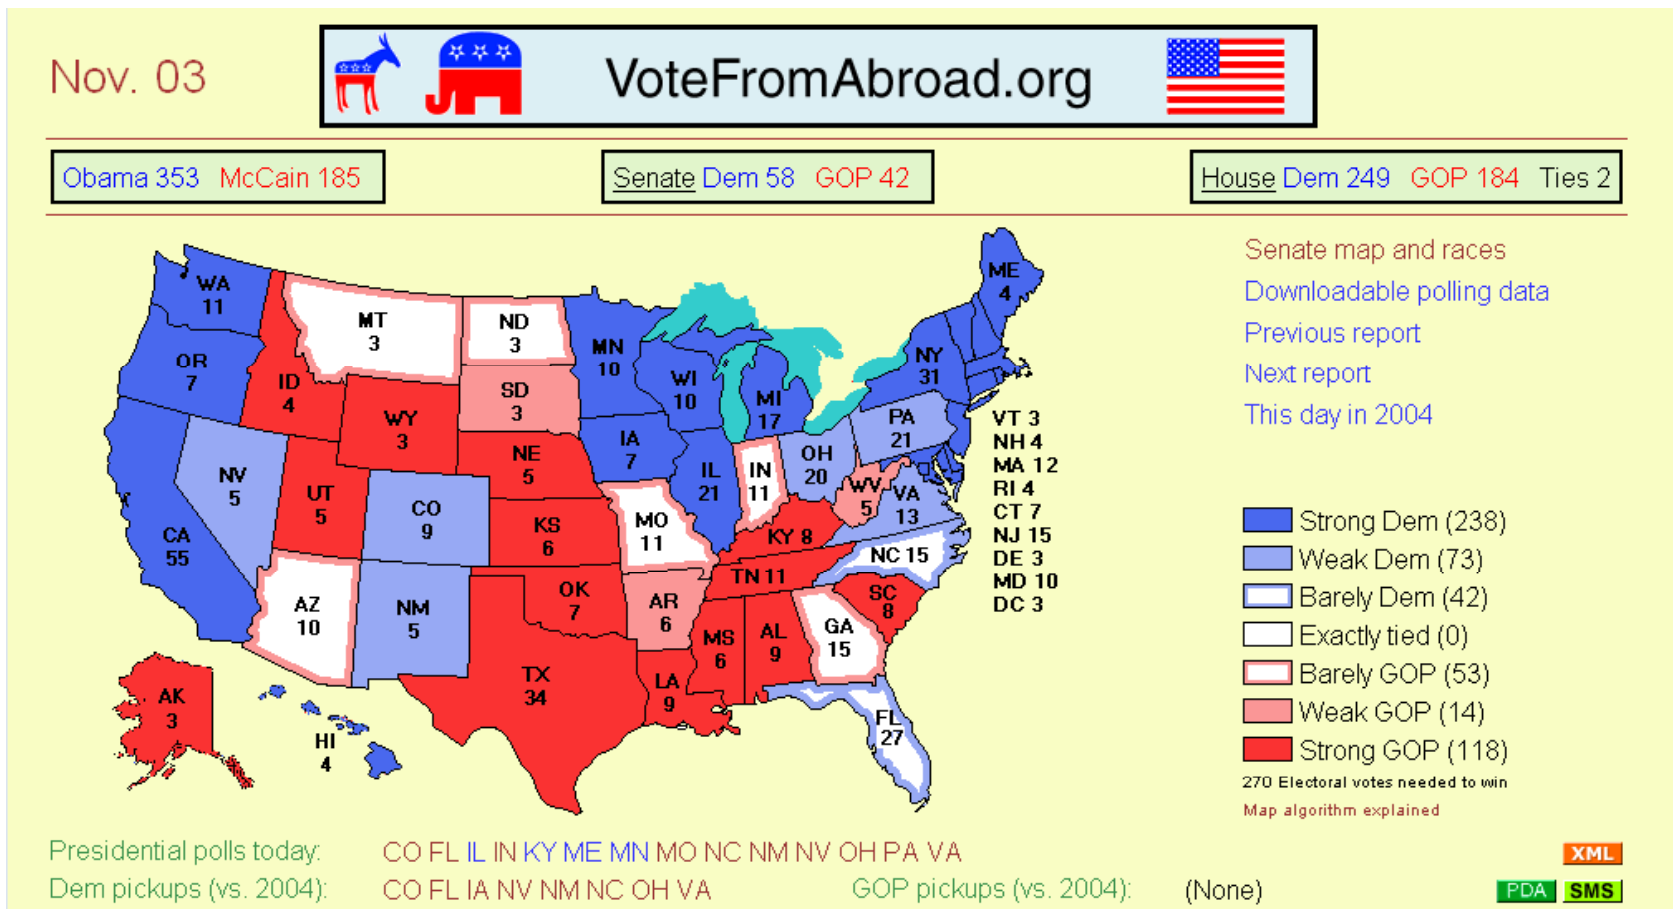 Nov. 03
VoteFromAbroad.org
Obama 353 McCain 185
Senate Dem 58 GOP 42
House Dem 249 GOP 184 Ties 2
Senate map and races
Downloadable polling data
Previous report
Next report
This day in 2004
WA
11
OR
7
CA
55
NV
5
ID
4
MT
3
WY
3
UT
5
AZ
10
CO
9
NM
5
ND
3
SD
3
NE
5
KS
6
OK
7
TX
34
MN
10
IA
7
MO
11
AR
6
LA
9
WI
10
IL
21
MI
17
IN
11
OH
20
KY 8
TN 11
MS
6
AL
9
GA
15
FL
27
SC
8
NC 15
VA
13
WV
5
PA
21
NY
31
ME
4
AK
3
HI
4
VT 3
NH 4
MA 12
RI 4
CT 7
NJ 15
DE 3
MD 10
DC 3
Strong Dem (238)
Weak Dem (73)
Barely Dem (42)
Exactly tied (0)
Barely GOP (53)
Weak GOP (14)
Strong GOP (118)
270 Electoral votes needed to win
Map algorithm explained
Presidential polls today: CO FL IL IN KY ME MN MO NC NM NV OH PA VA
Dem pickups (vs. 2004): CO FL IA NV NM NC OH VA GOP pickups (vs. 2004): (None)
XML
PDA SMS